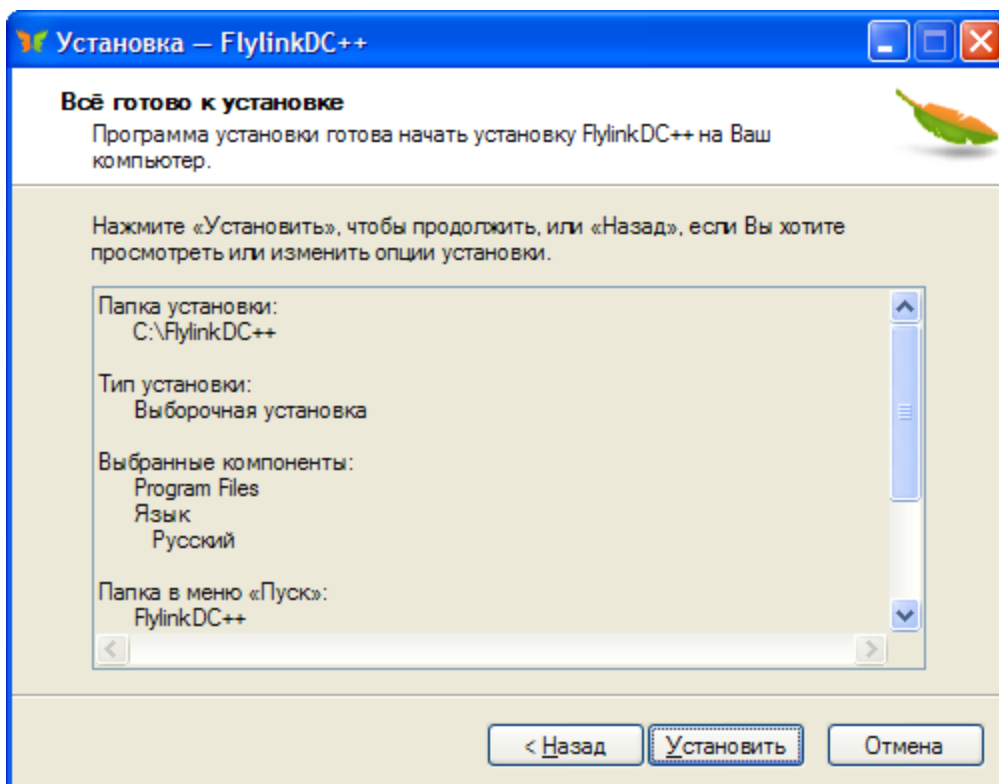 Установка — FlylinkDC++
Всё готово к установке
Программа установки готова начать установку FlylinkDC++ на Ваш
компьютер.
Нажмите «Установить», чтобы продолжить, или «Назад», если Вы хотите
просмотреть или изменить опции установки.
Папка установки:
C:\FlylinkDC++
Тип установки:
Выборочная установка
Выбранные компоненты:
Program Files
Язык
Русский
Папка в меню «Пуск»:
FlylinkDC++
< Назад
Установить
Отмена